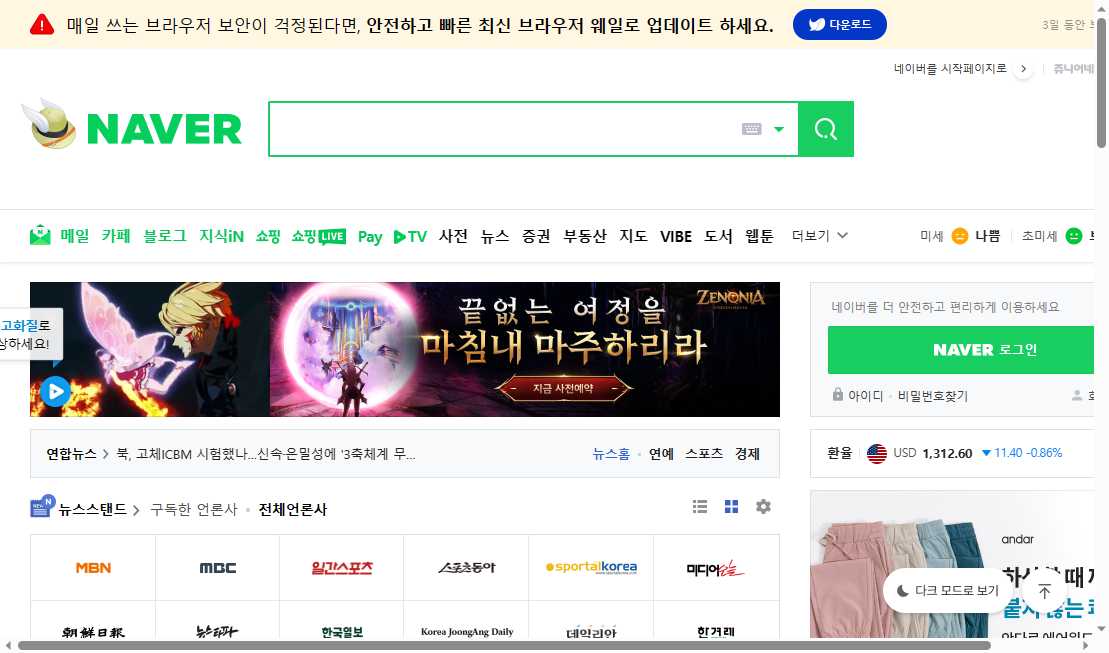 매일 쓰는 브라우저 보안이 걱정된다면, 안전하고 빠른 최신 브라우저 웨일로 업데이트 하세요. 다운로드 3일 동안
네이버를 시작페이지로 쥬니어네
NAVER
메일 카페 블로그 지식iN 쇼핑 쇼핑LIVE Pay TV 사전 뉴스 증권 부동산 지도 VIBE 도서 웹툰 더보기 미세 나쁨 초미세
고화질로
상하세요!
끝없는 여정을
마침내 마주하리라
지금 사전예약
ZENONIA
네이버를 더 안전하고 편리하게 이용하세요
NAVER 로그인
아이디 · 비밀번호찾기
연합뉴스 > 북, 고체ICBM 시험했나...신속·은밀성에 '3축체계 무... 뉴스홈 · 연예 스포츠 경제
환율 USD 1,312.60 ▼ 11.40 -0.86%
NEW N 뉴스스탠드 > 구독한 언론사 · 전체언론사
MBN MBC 일간스포츠 스포츠동아 sportalkorea 미디어오늘
朝鮮日報 뉴스타파 한국일보 Korea JoongAng Daily 데일리안 한겨레
andar
하 때
붙지 않는
다크 모드로 보기